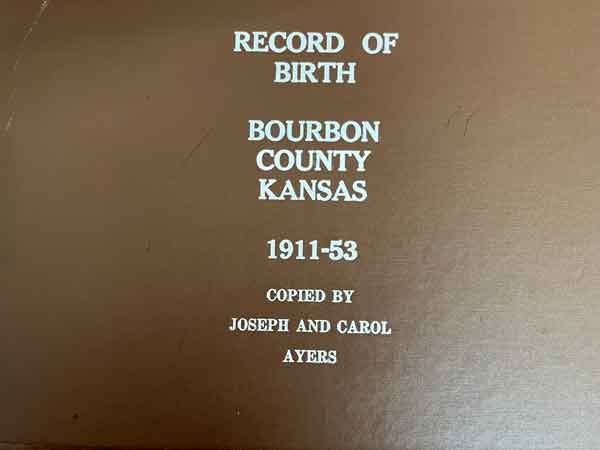 RECORD OF
BIRTH
BOURBON
COUNTY
KANSAS
1911-53
COPIED BY
JOSEPH AND CAROL
AYERS